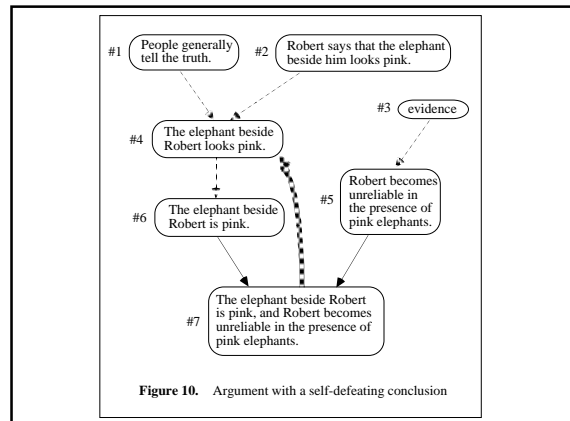 #1
People generally
tell the truth.
#2
Robert says that the elephant
beside him looks pink.
#3
evidence
#4
The elephant beside
Robert looks pink.
#5
Robert becomes
unreliable in
the presence of
pink elephants.
#6
The elephant beside
Robert is pink.
#7
The elephant beside Robert
is pink, and Robert becomes
unreliable in the presence of
pink elephants.
Figure 10. Argument with a self-defeating conclusion